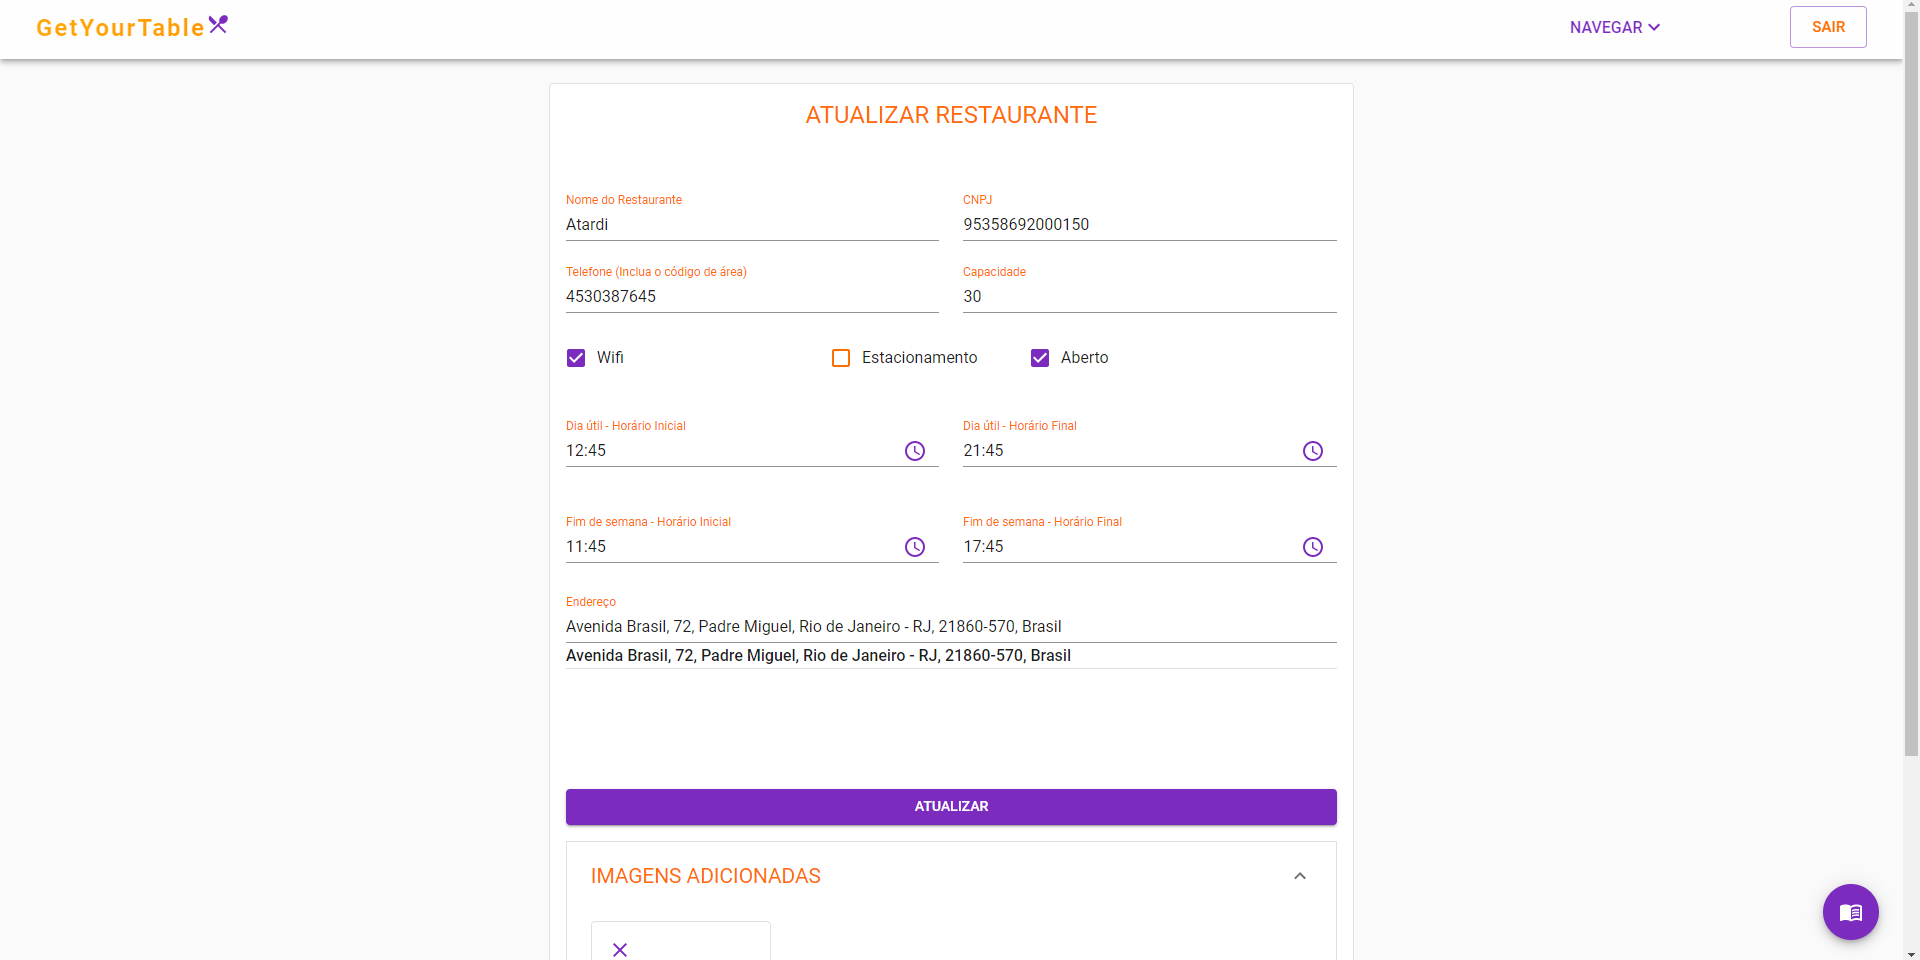 GetYourTable
NAVEGAR
SAIR
ATUALIZAR RESTAURANTE
Nome do Restaurante
Atardi
CNPJ
95358692000150
Telefone (Inclua o código de área)
4530387645
Capacidade
30
Wifi
Estacionamento
Aberto
Dia útil - Horário Inicial
12:45
Dia útil - Horário Final
21:45
Fim de semana - Horário Inicial
11:45
Fim de semana - Horário Final
17:45
Endereço
Avenida Brasil, 72, Padre Miguel, Rio de Janeiro - RJ, 21860-570, Brasil
Avenida Brasil, 72, Padre Miguel, Rio de Janeiro - RJ, 21860-570, Brasil
ATUALIZAR
IMAGENS ADICIONADAS